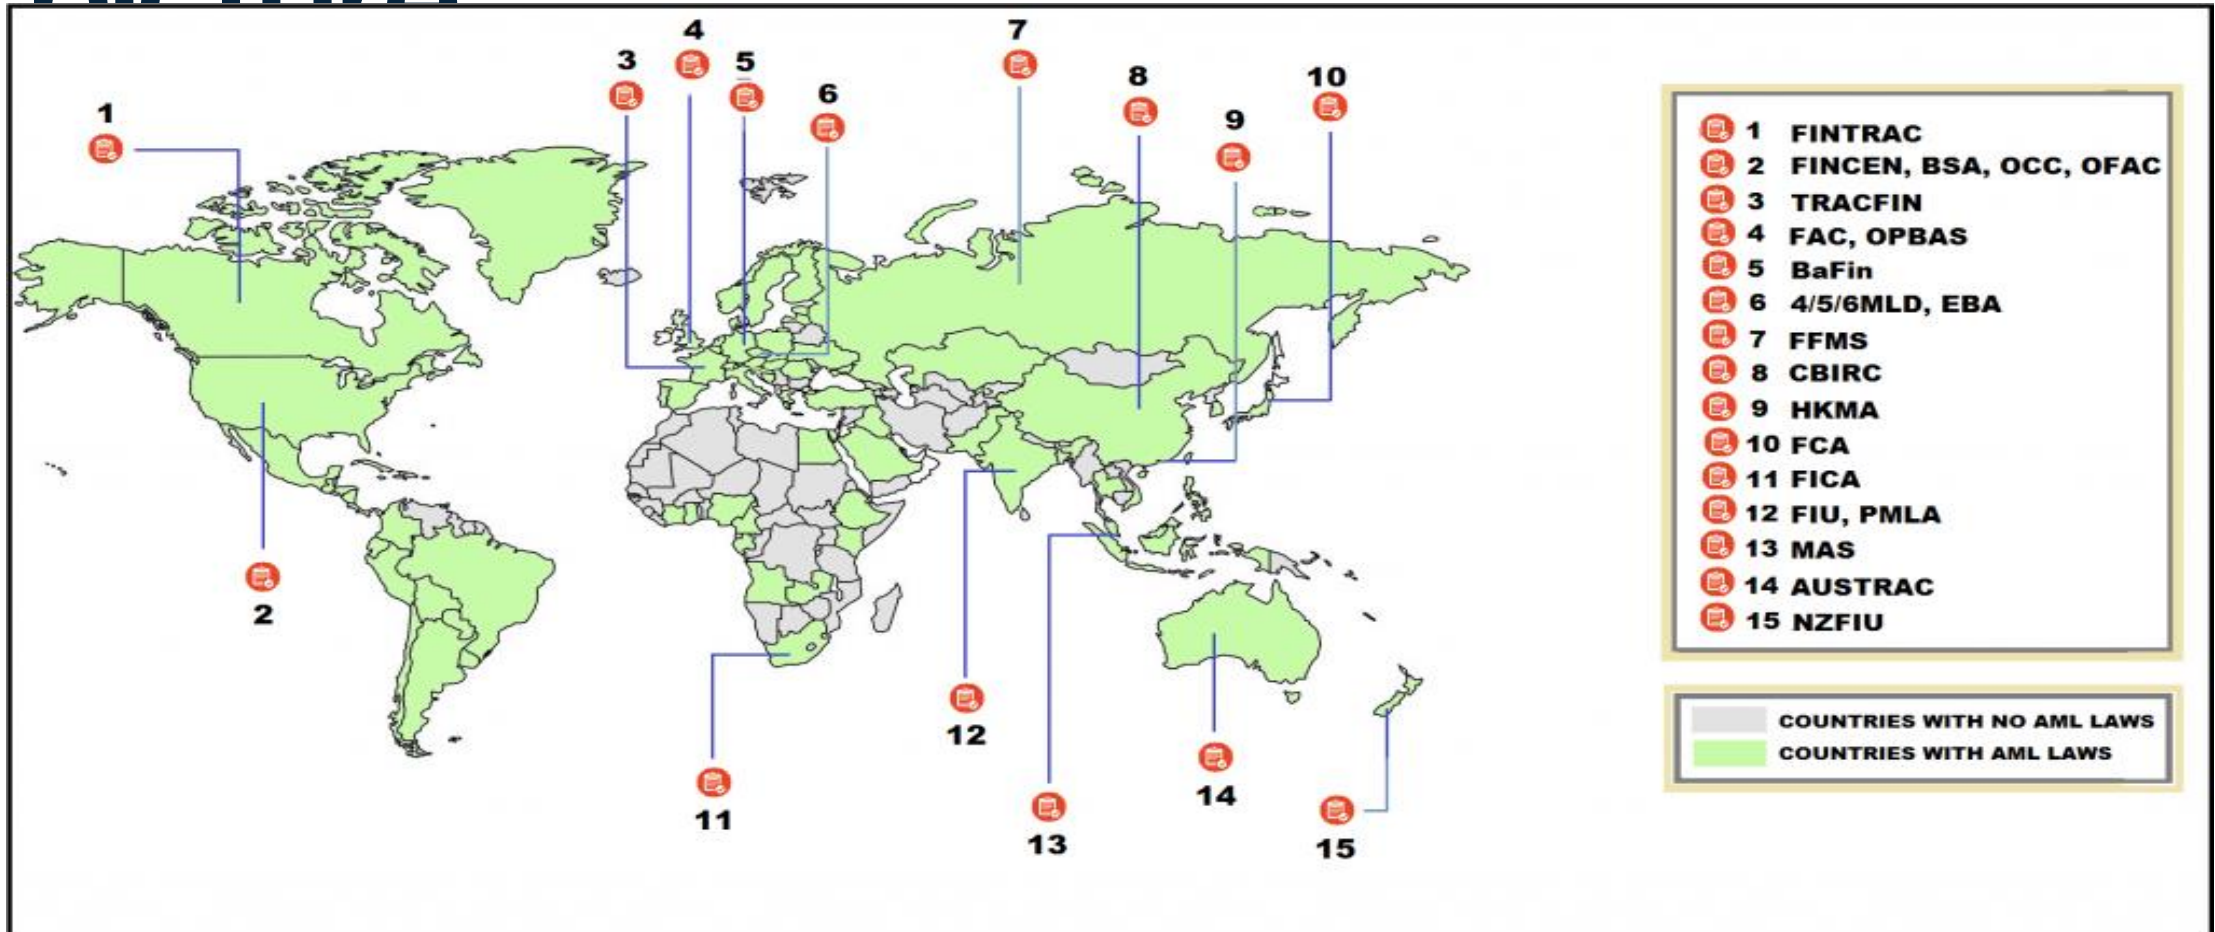 4
7
3
5
6
8
10
1
9
2
12
11
14
13
15
1 FINTRAC
2 FINCEN, BSA, OCC, OFAC
3 TRACFIN
4 FAC, OPBAS
5 BaFin
6 4/5/6MLD, EBA
7 FFMS
8 CBIRC
9 HKMA
10 FCA
11 FICA
12 FIU, PMLA
13 MAS
14 AUSTRAC
15 NZFIU
COUNTRIES WITH NO AML LAWS
COUNTRIES WITH AML LAWS